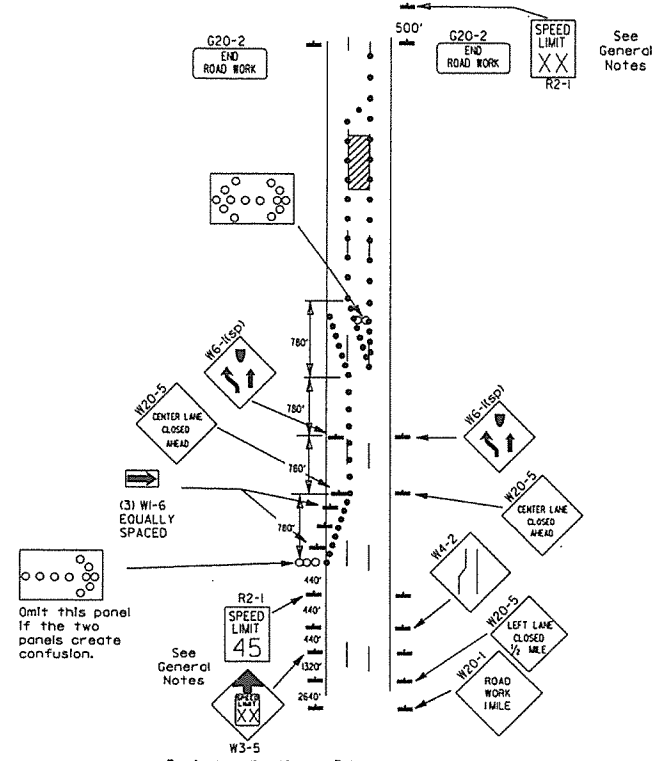 500'
G20-2
END
ROAD WORK
G20-2
END
ROAD WORK
SPEED
LIMIT
XX
R2-1
See
General
Notes
780'
W6-1(sp)
780'
W6-1(sp)
W20-5
CENTER LANE
CLOSED
AHEAD
760'
W20-5
CENTER LANE
CLOSED
AHEAD
(3) W1-6
EQUALLY
SPACED
780'
W4-2
Omit this panel
if the two
panels create
confusion.
440'
R2-1
SPEED
LIMIT
45
440'
440'
W20-5
LEFT LANE
CLOSED
1/2 MILE
See
General
Notes
1320'
W20-1
ROAD
WORK
1MILE
2640'
SPEED
LIMIT
XX
W3-5